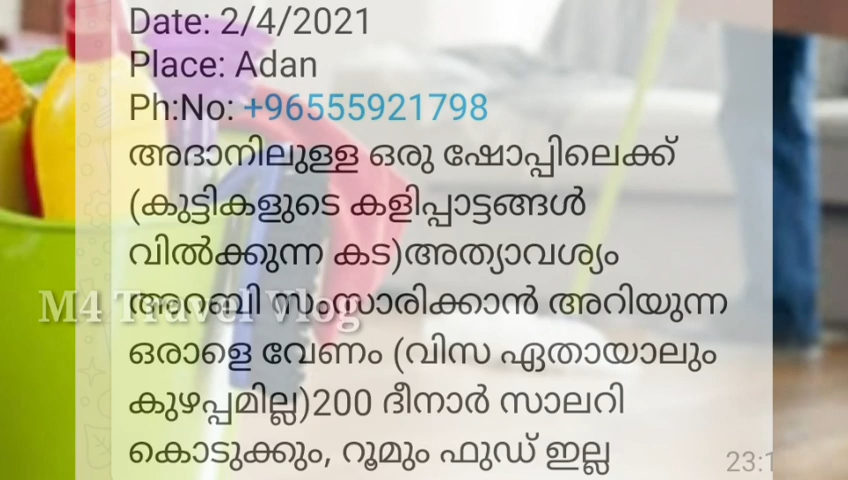 Date: 2/4/2021
Place: Adan
Ph:No: +96555921798
അദാനിലുള്ള ഒരു ഷോപ്പിലെക്ക്
(കുട്ടികളുടെ കളിപ്പാട്ടങ്ങൾ
വിൽക്കുന്ന കട)അത്യാവശ്യം
അറബി സംസാരിക്കാൻ അറിയുന്ന
M4 Travel Vlog
ഒരാളെ വേണം (വിസ ഏതായാലും
കുഴപ്പമില്ല)200 ദീനാർ സാലറി
കൊടുക്കും, റൂമും ഫുഡ് ഇല്ല